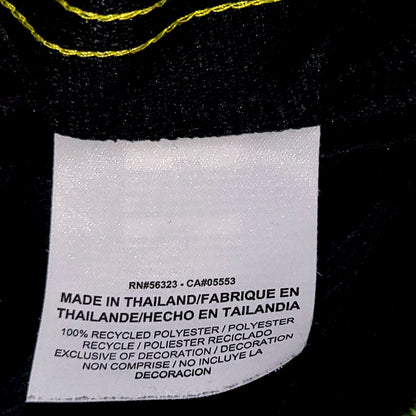 RN#56323 - CA#05553
MADE IN THAILAND/FABRIQUE EN
THAILANDE/HECHO EN TAILANDIA
100% RECYCLED POLYESTER / POLYESTER
RECYCLE / POLIESTER RECICLADO
EXCLUSIVE OF DECORATION / DECORATION
NON COMPRISE / NO INCLUYE LA
DECORACION